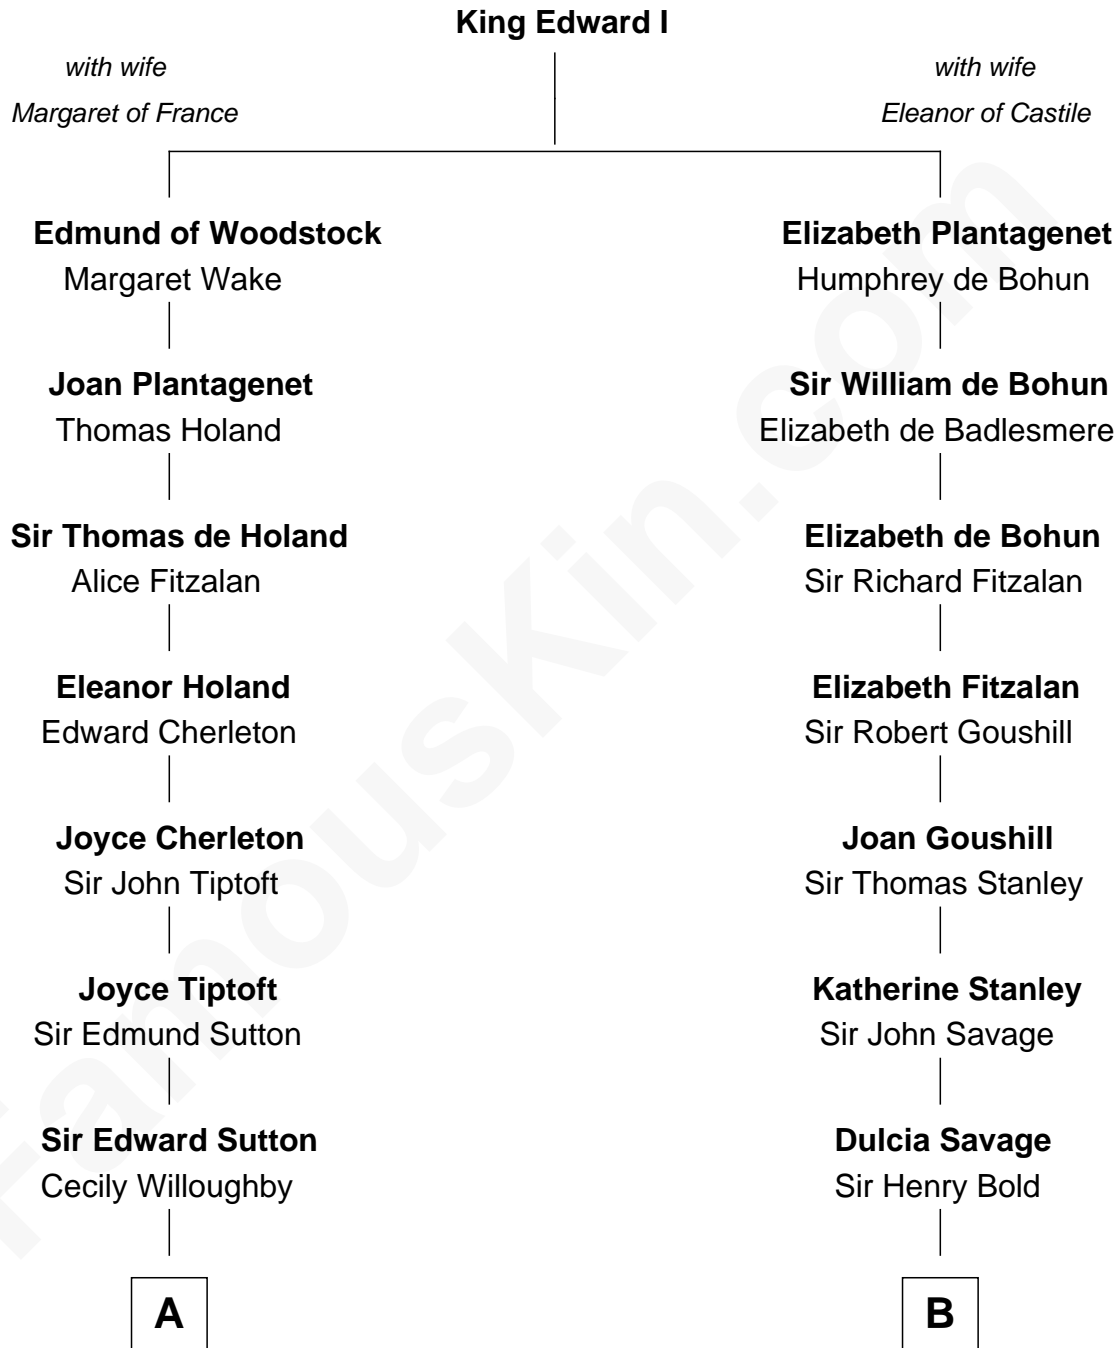 King Edward I
with wife
Margaret of France
with wife
Eleanor of Castile
Edmund of Woodstock
Margaret Wake
Elizabeth Plantagenet
Humphrey de Bohun
Joan Plantagenet
Thomas Holand
Sir William de Bohun
Elizabeth de Badlesmere
Sir Thomas de Holand
Alice Fitzalan
Elizabeth de Bohun
Sir Richard Fitzalan
Eleanor Holand
Edward Cherleton
Elizabeth Fitzalan
Sir Robert Goushill
Joyce Cherleton
Sir John Tiptoft
Joan Goushill
Sir Thomas Stanley
Joyce Tiptoft
Sir Edmund Sutton
Katherine Stanley
Sir John Savage
Sir Edward Sutton
Cecily Willoughby
Dulcia Savage
Sir Henry Bold
A
B
FamousKin.com